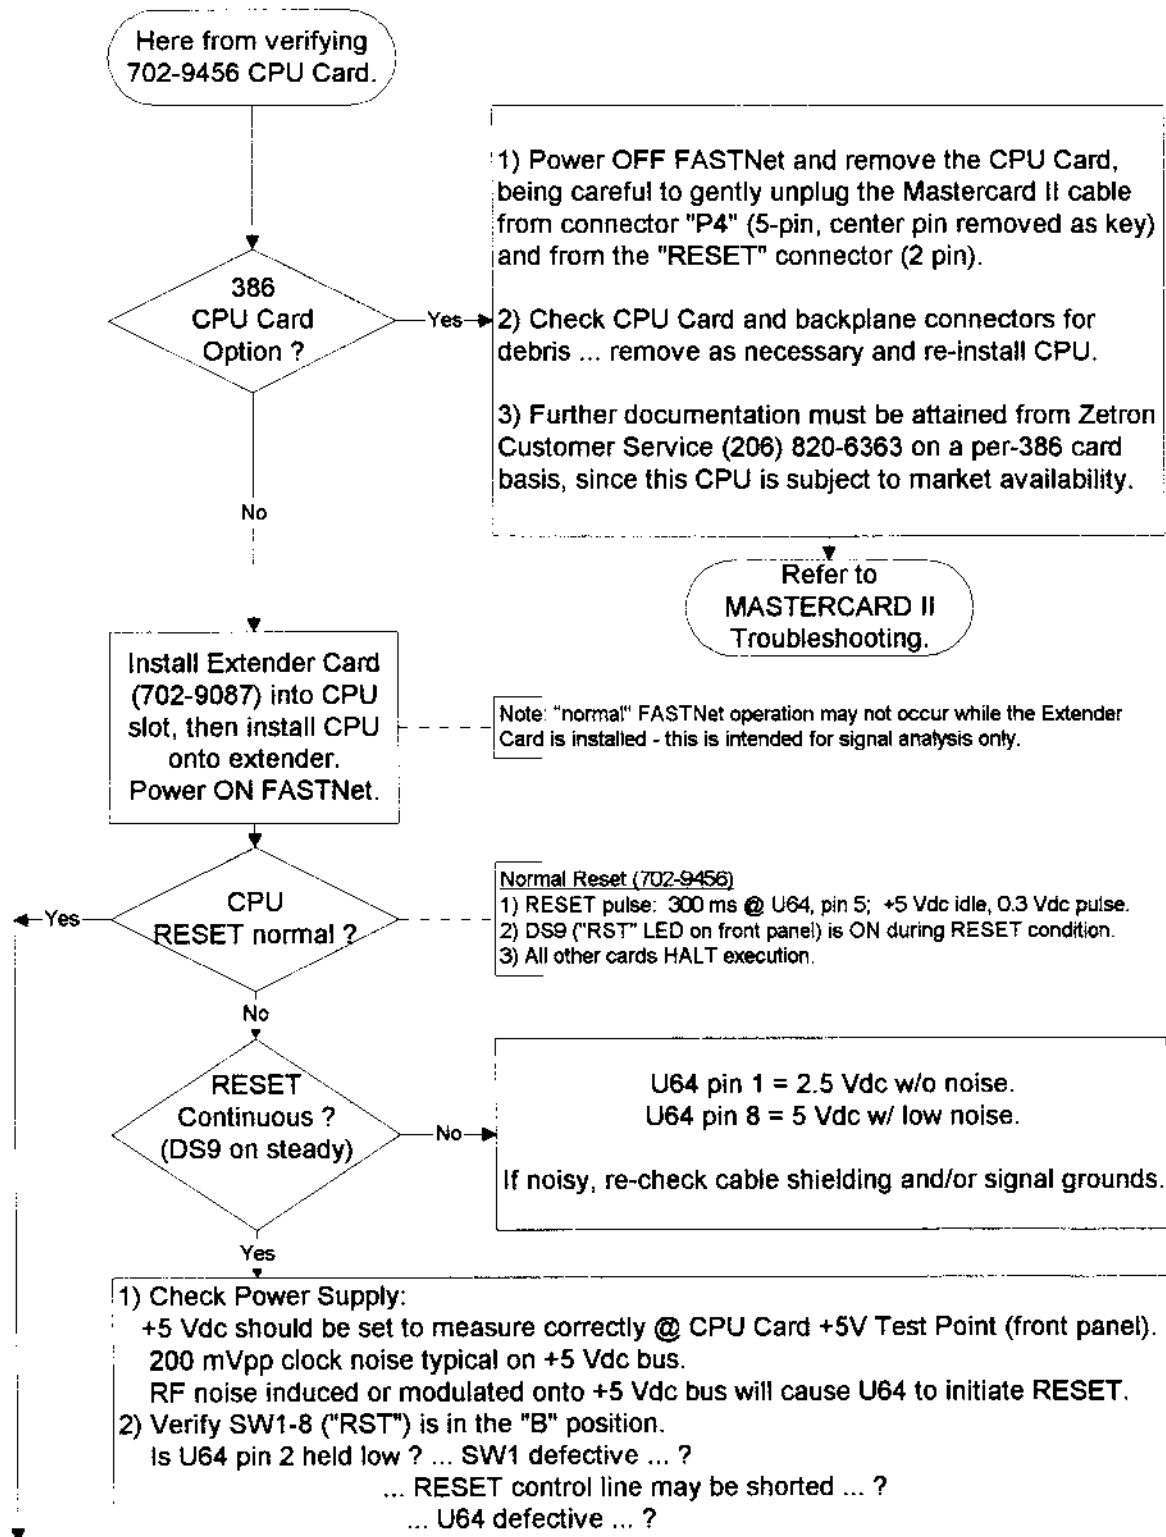 Here from verifying
702-9456 CPU Card.
1) Power OFF FASTNet and remove the CPU Card,
being careful to gently unplug the Mastercard II cable
from connector "P4" (5-pin, center pin removed as key)
and from the "RESET" connector (2 pin).
386
CPU Card
Option ?
Yes
2) Check CPU Card and backplane connectors for
debris ... remove as necessary and re-install CPU.
3) Further documentation must be attained from Zetron
Customer Service (206) 820-6363 on a per-386 card
basis, since this CPU is subject to market availability.
No
Refer to
MASTERCARD II
Troubleshooting.
Install Extender Card
(702-9087) into CPU
slot, then install CPU
onto extender.
Power ON FASTNet.
Note: "normal" FASTNet operation may not occur while the Extender
Card is installed - this is intended for signal analysis only.
CPU
RESET normal ?
Yes
Normal Reset (702-9456)
1) RESET pulse: 300 ms @ U64, pin 5; +5 Vdc idle, 0.3 Vdc pulse.
2) DS9 ("RST" LED on front panel) is ON during RESET condition.
3) All other cards HALT execution.
No
RESET
Continuous ?
(DS9 on steady)
No
U64 pin 1 = 2.5 Vdc w/o noise.
U64 pin 8 = 5 Vdc w/ low noise.
If noisy, re-check cable shielding and/or signal grounds.
Yes
1) Check Power Supply:
+5 Vdc should be set to measure correctly @ CPU Card +5V Test Point (front panel).
200 mVpp clock noise typical on +5 Vdc bus.
RF noise induced or modulated onto +5 Vdc bus will cause U64 to initiate RESET.
2) Verify SW1-8 ("RST") is in the "B" position.
Is U64 pin 2 held low ? ... SW1 defective ... ?
... RESET control line may be shorted ... ?
... U64 defective ... ?